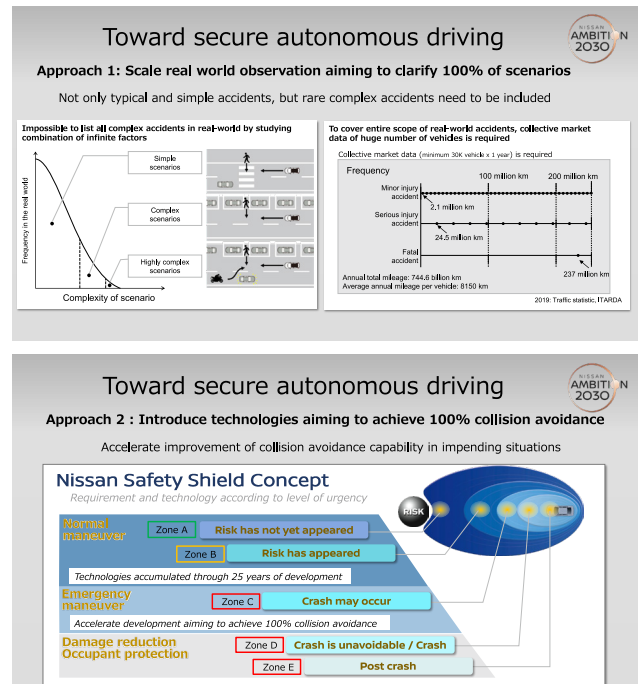 Toward secure autonomous driving
NISSAN
AMBITION
2030
Approach 1: Scale real world observation aiming to clarify 100% of scenarios
Not only typical and simple accidents, but rare complex accidents need to be included
Impossible to list all complex accidents in real-world by studying
combination of infinite factors
Frequency in the real world
Simple
scenarios
Complex
scenarios
Highly complex
scenarios
Complexity of scenario
To cover entire scope of real-world accidents, collective market
data of huge number of vehicles is required
Collective market data (minimum 30K vehicle x 1 year) is required
Frequency
100 million km
200 million km
Minor injury
accident
2.1 million km
Serious injury
accident
24.5 million km
Fatal
accident
237 million km
Annual total mileage: 744.6 billion km
Average annual mileage per vehicle: 8150 km
2019: Traffic statistic, ITARDA
Toward secure autonomous driving
NISSAN
AMBITION
2030
Approach 2 : Introduce technologies aiming to achieve 100% collision avoidance
Accelerate improvement of collision avoidance capability in impending situations
Nissan Safety Shield Concept
Requirement and technology according to level of urgency
RISK
Normal
maneuver
Zone A
Risk has not yet appeared
Zone B
Risk has appeared
Technologies accumulated through 25 years of development
Emergency
maneuver
Zone C
Crash may occur
Accelerate development aiming to achieve 100% collision avoidance
Damage reduction
Occupant protection
Zone D
Crash is unavoidable / Crash
Zone E
Post crash